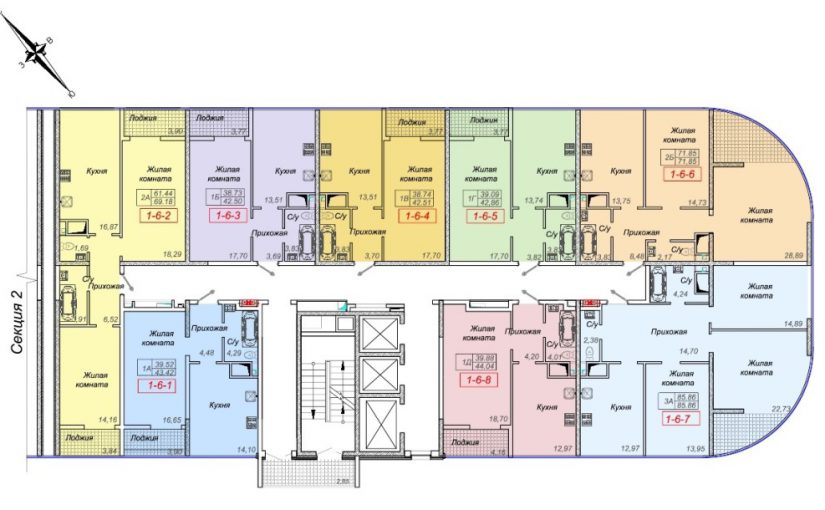 В
З
Ю
Секция 2
Лоджия
3,90
Лоджия
3,77
Лоджия
3,77
Лоджия
3,77
Кухня
16,87
Жилая
комната
2А 61.44
69.18
1-6-2
18,29
1,69
С/у
Прихожая
6,52
Жилая
комната
14,16
Лоджия
3,84
Жилая
комната
1Б 38.73
42.50
1-6-3
17,70
Кухня
13,51
С/у
3,83
Прихожая
3,69
Кухня
13,51
С/у
3,83
Прихожая
3,70
Жилая
комната
1В 38.74
42.51
1-6-4
17,70
Жилая
комната
1Г 39.09
42.86
1-6-5
17,70
Кухня
13,74
С/у
3,82
Прихожая
3,82
Кухня
13,75
Жилая
комната
2Б 71.85
71.85
1-6-6
14,73
С/у
3,82
Прихожая
8,48
С/у
2,17
Жилая
комната
28,89
Жилая
комната
1А 39.52
43.42
1-6-1
16,65
Лоджия
3,90
Прихожая
4,48
С/у
4,29
Кухня
14,10
2,85
Жилая
комната
1Д 39.88
44.04
1-6-8
18,70
Лоджия
4,16
Прихожая
4,20
С/у
4,01
Кухня
12,97
С/у
2,38
Прихожая
14,70
С/у
4,24
Кухня
12,97
Жилая
комната
3А 85.86
85.86
1-6-7
13,95
Жилая
комната
14,89
Жилая
комната
22,73